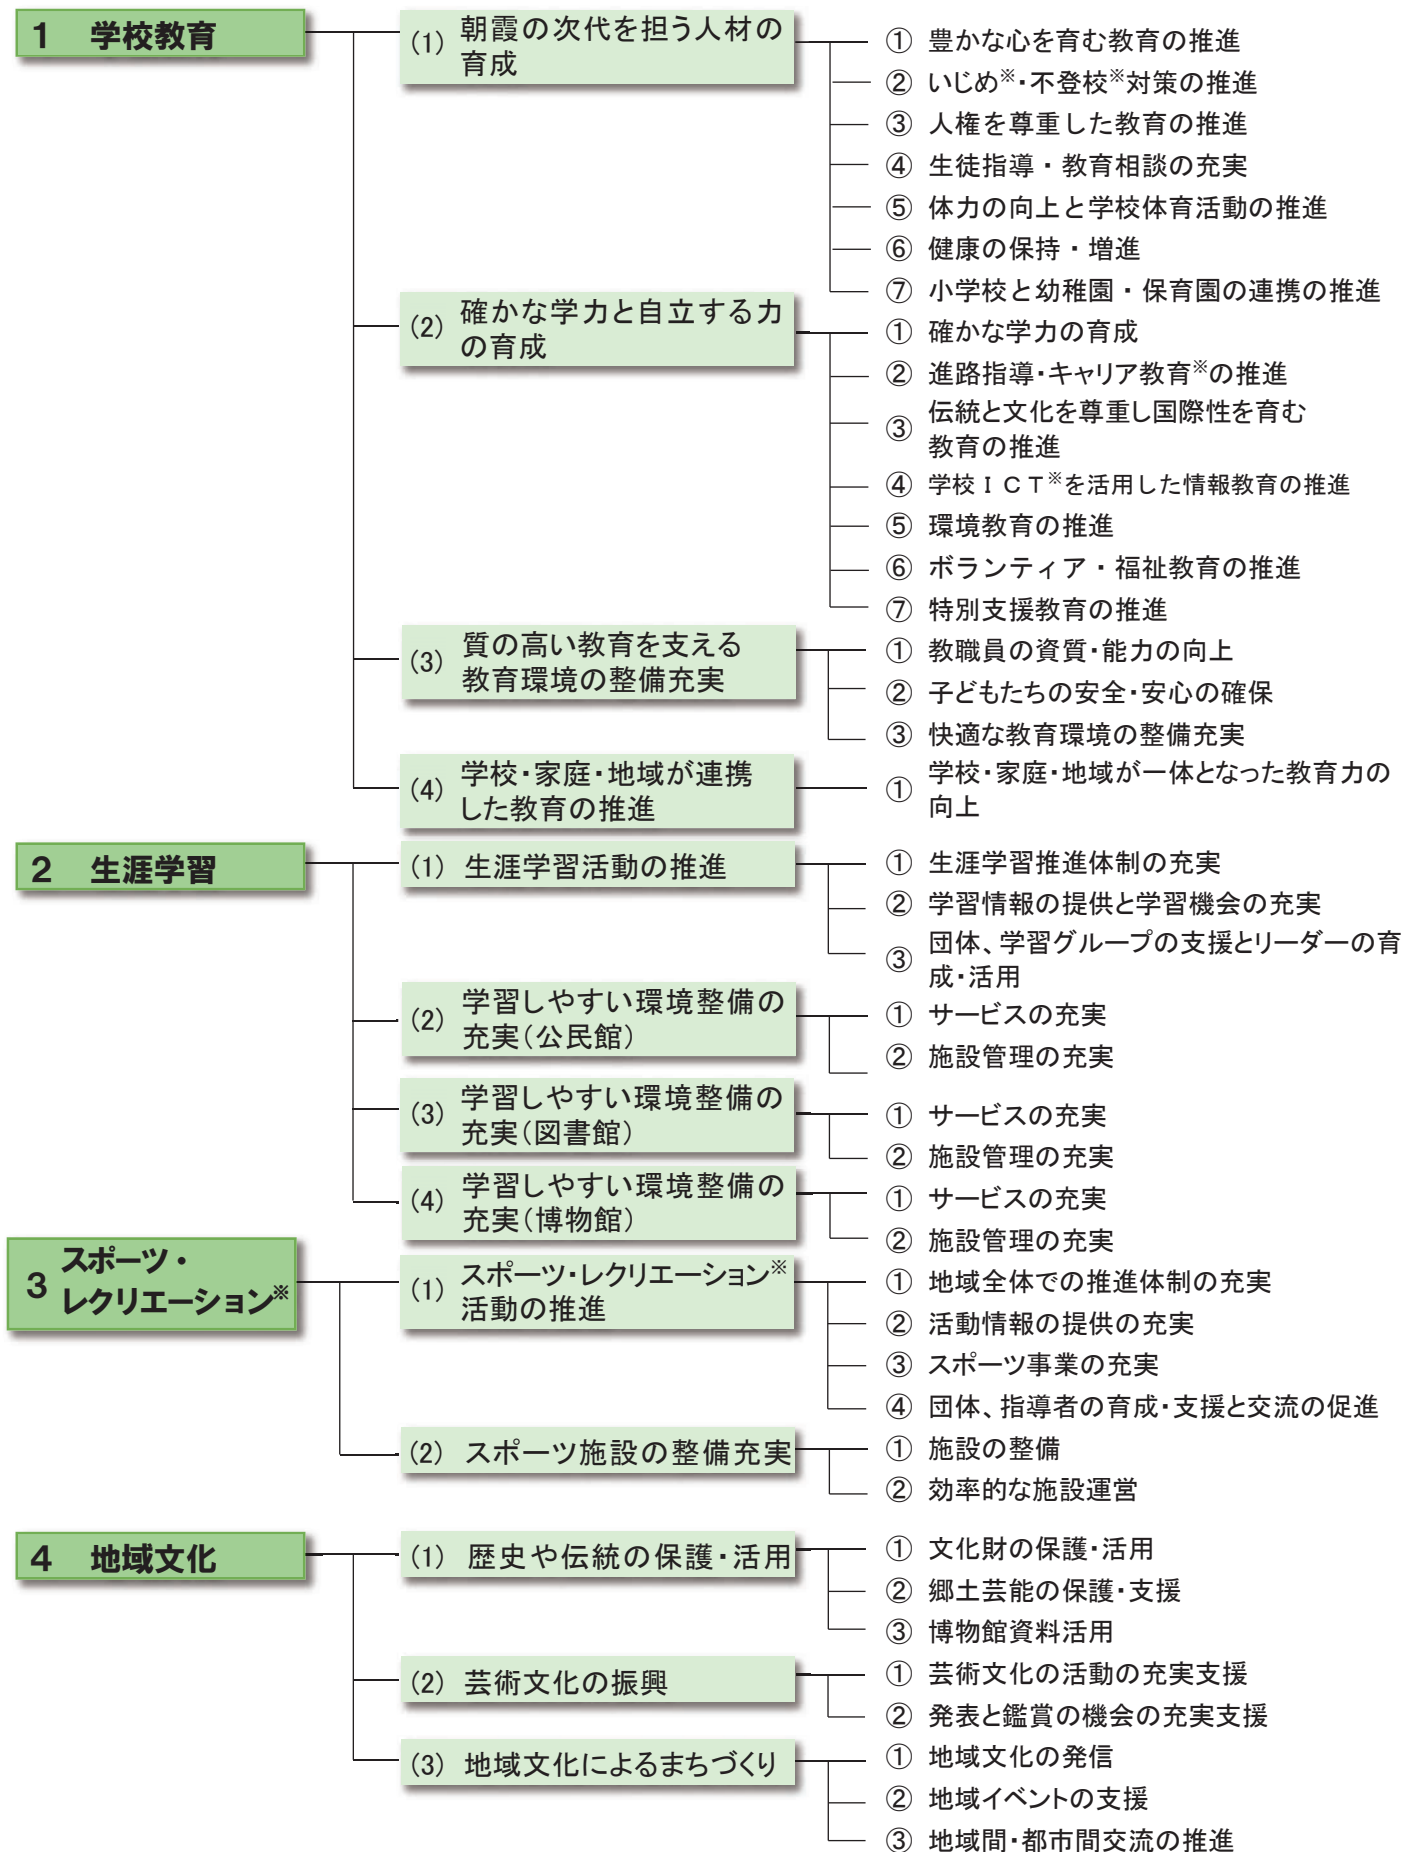 1 学校教育
(1) 朝霞の次代を担う人材の
育成
① 豊かな心を育む教育の推進
② いじめ※・不登校※対策の推進
③ 人権を尊重した教育の推進
④ 生徒指導・教育相談の充実
⑤ 体力の向上と学校体育活動の推進
⑥ 健康の保持・増進
⑦ 小学校と幼稚園・保育園の連携の推進
(2) 確かな学力と自立する力
の育成
① 確かな学力の育成
② 進路指導・キャリア教育※の推進
③ 伝統と文化を尊重し国際性を育む
教育の推進
④ 学校ＩＣＴ※を活用した情報教育の推進
⑤ 環境教育の推進
⑥ ボランティア・福祉教育の推進
⑦ 特別支援教育の推進
(3) 質の高い教育を支える
教育環境の整備充実
① 教職員の資質・能力の向上
② 子どもたちの安全・安心の確保
③ 快適な教育環境の整備充実
(4) 学校・家庭・地域が連携
した教育の推進
① 学校・家庭・地域が一体となった教育力の
向上
2 生涯学習
(1) 生涯学習活動の推進
① 生涯学習推進体制の充実
② 学習情報の提供と学習機会の充実
③ 団体、学習グループの支援とリーダーの育
成・活用
(2) 学習しやすい環境整備の
充実（公民館）
① サービスの充実
② 施設管理の充実
(3) 学習しやすい環境整備の
充実（図書館）
① サービスの充実
② 施設管理の充実
(4) 学習しやすい環境整備の
充実（博物館）
① サービスの充実
② 施設管理の充実
3 スポーツ・
レクリエーション※
(1) スポーツ・レクリエーション※
活動の推進
① 地域全体での推進体制の充実
② 活動情報の提供の充実
③ スポーツ事業の充実
④ 団体、指導者の育成・支援と交流の促進
(2) スポーツ施設の整備充実
① 施設の整備
② 効率的な施設運営
4 地域文化
(1) 歴史や伝統の保護・活用
① 文化財の保護・活用
② 郷土芸能の保護・支援
③ 博物館資料活用
(2) 芸術文化の振興
① 芸術文化の活動の充実支援
② 発表と鑑賞の機会の充実支援
(3) 地域文化によるまちづくり
① 地域文化の発信
② 地域イベントの支援
③ 地域間・都市間交流の推進